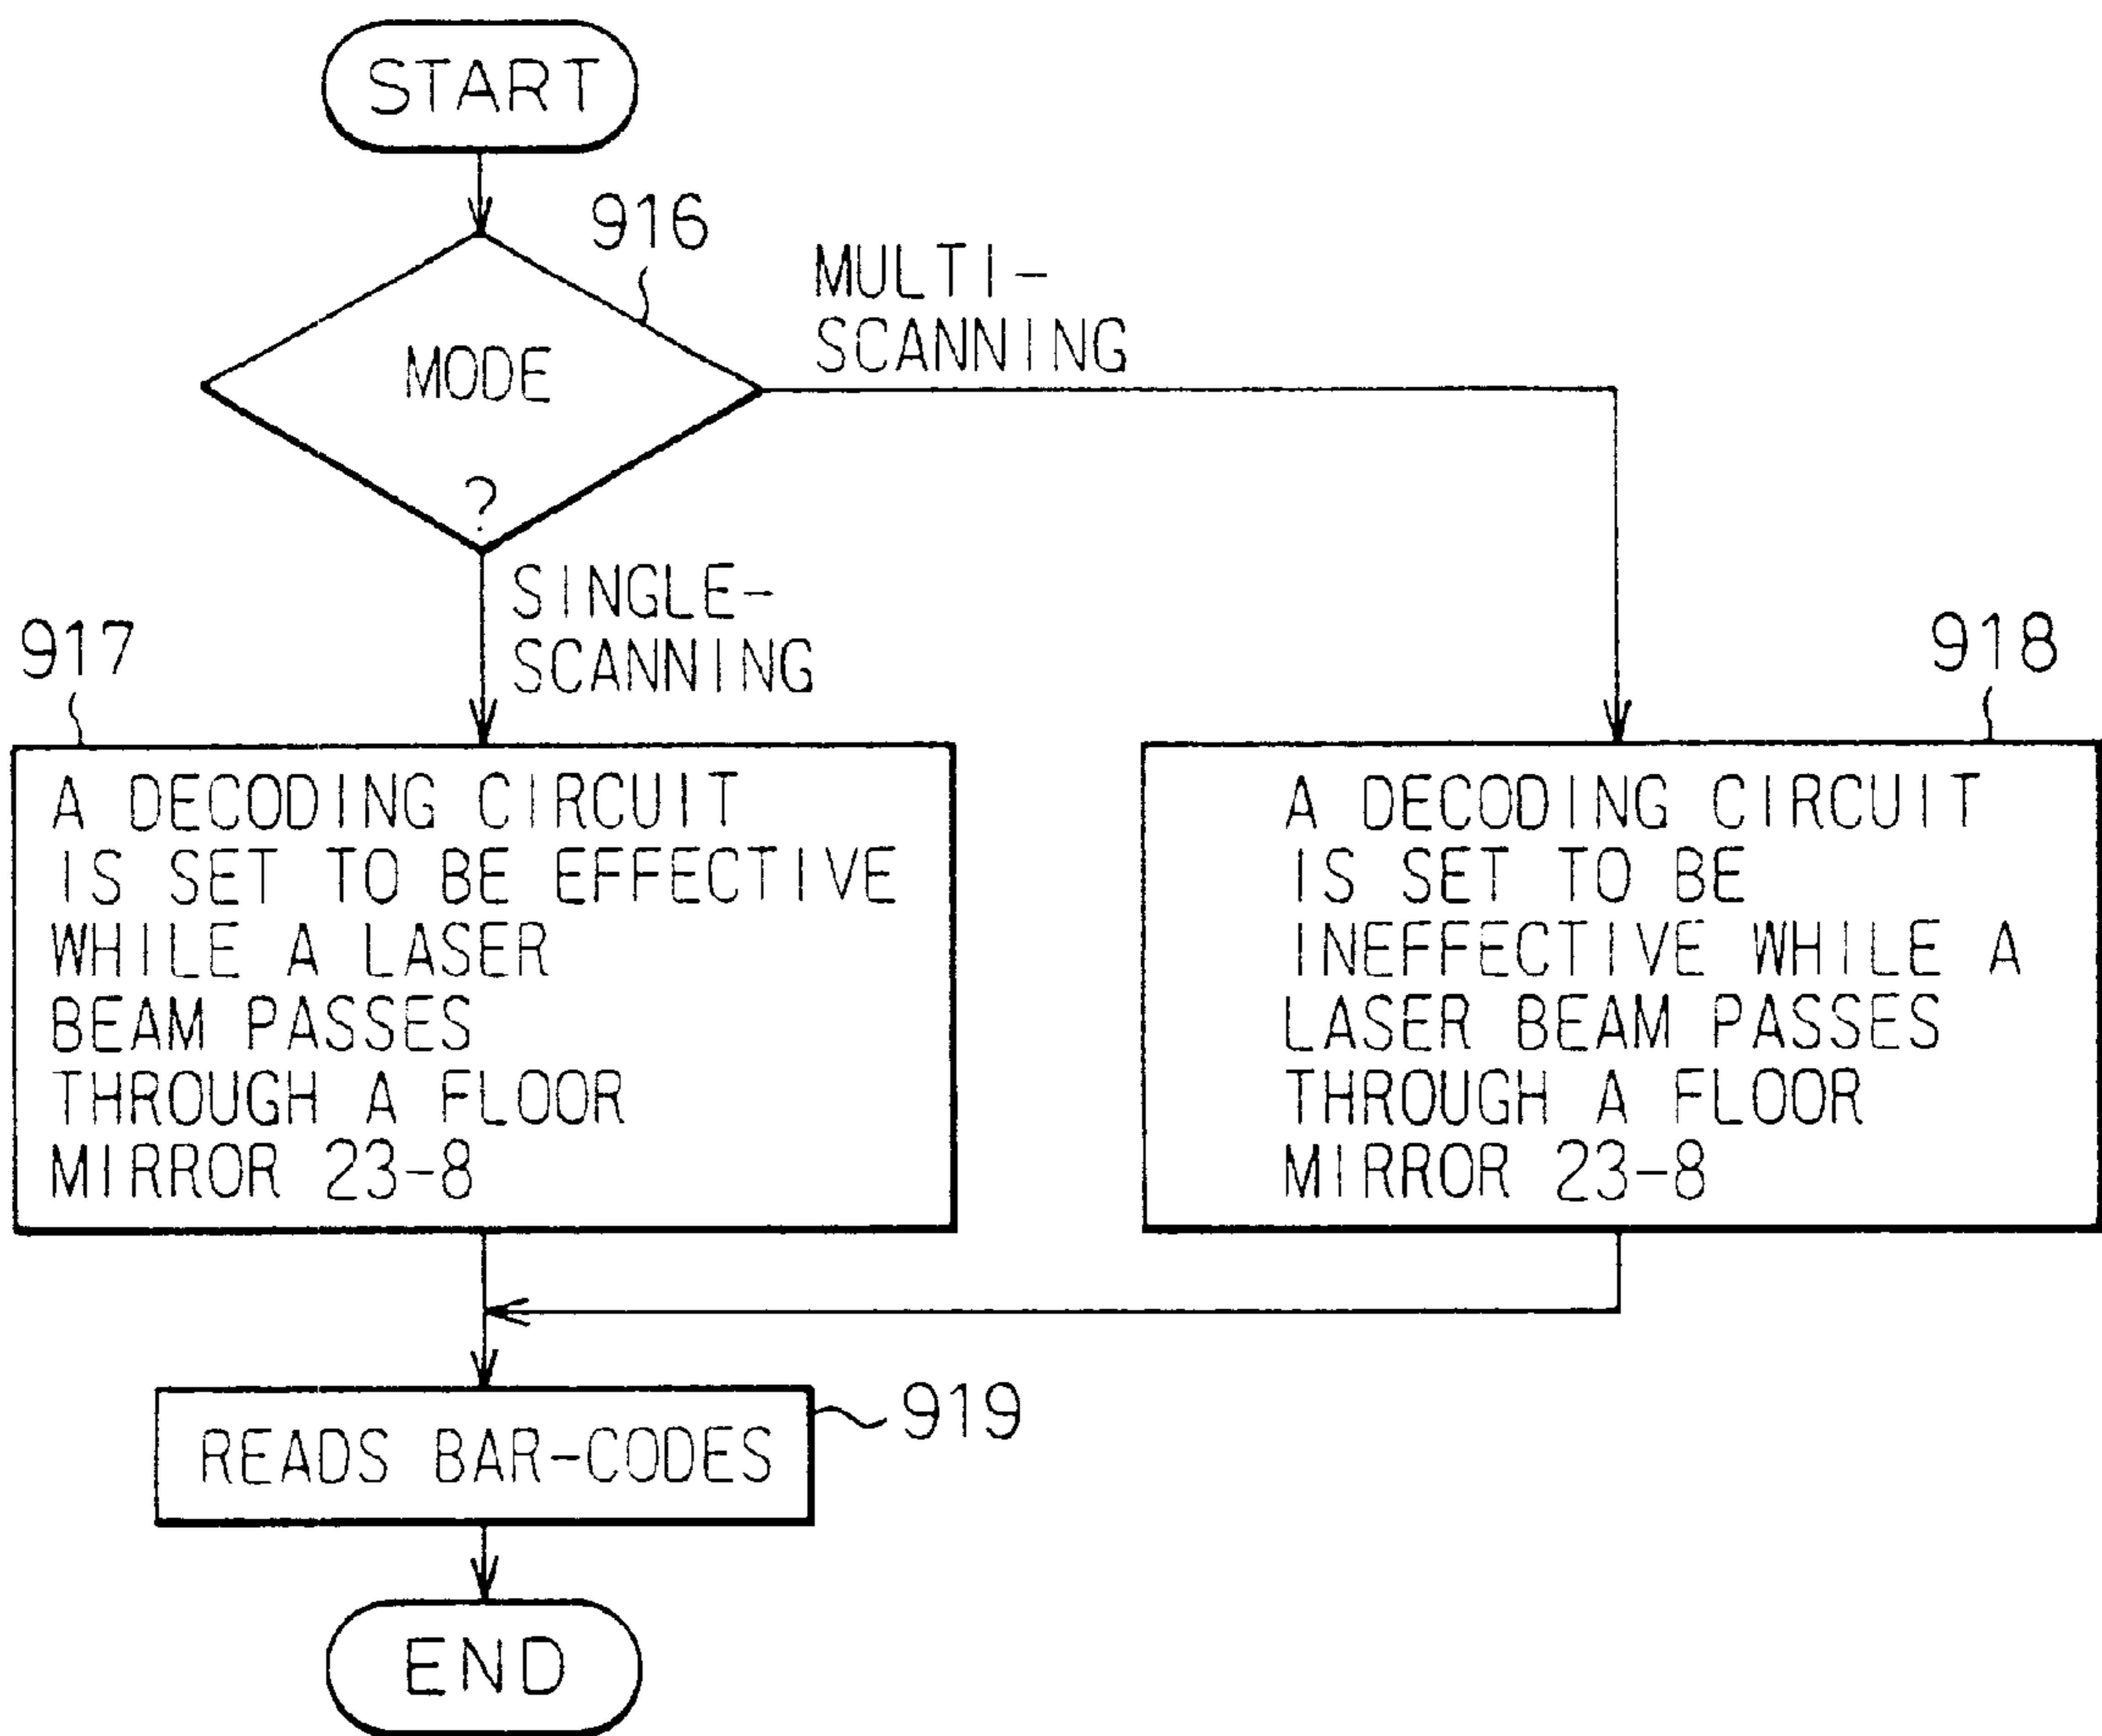 START
916
MULTI-
SCANNING
MODE
?
SINGLE-
SCANNING
917
918
A DECODING CIRCUIT
IS SET TO BE EFFECTIVE
WHILE A LASER
BEAM PASSES
THROUGH A FLOOR
MIRROR 23-8
A DECODING CIRCUIT
IS SET TO BE
INEFFECTIVE WHILE A
LASER BEAM PASSES
THROUGH A FLOOR
MIRROR 23-8
919
READS BAR-CODES
END